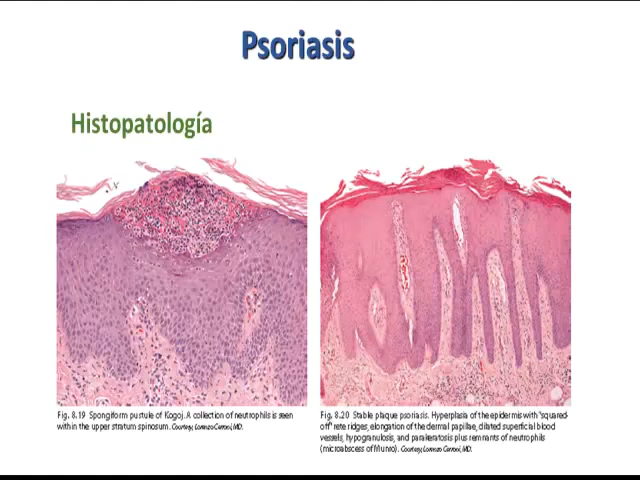 Psoriasis
Histopatología
Fig. 8.19 Spongiform pustule of Kogoj. A collection of neutrophils is seen
within the upper stratum spinosum. Courtesy, Lorenzo Cerroni, MD.
Fig. 8.20 Stable plaque psoriasis. Hyperplasia of the epidermis with "squared-
off" rete ridges, elongation of the dermal papillae, dilated superficial blood
vessels, hypogranulosis, and parakeratosis plus remnants of neutrophils
(microabscess of Munro). Courtesy, Lorenzo Cerroni, MD.